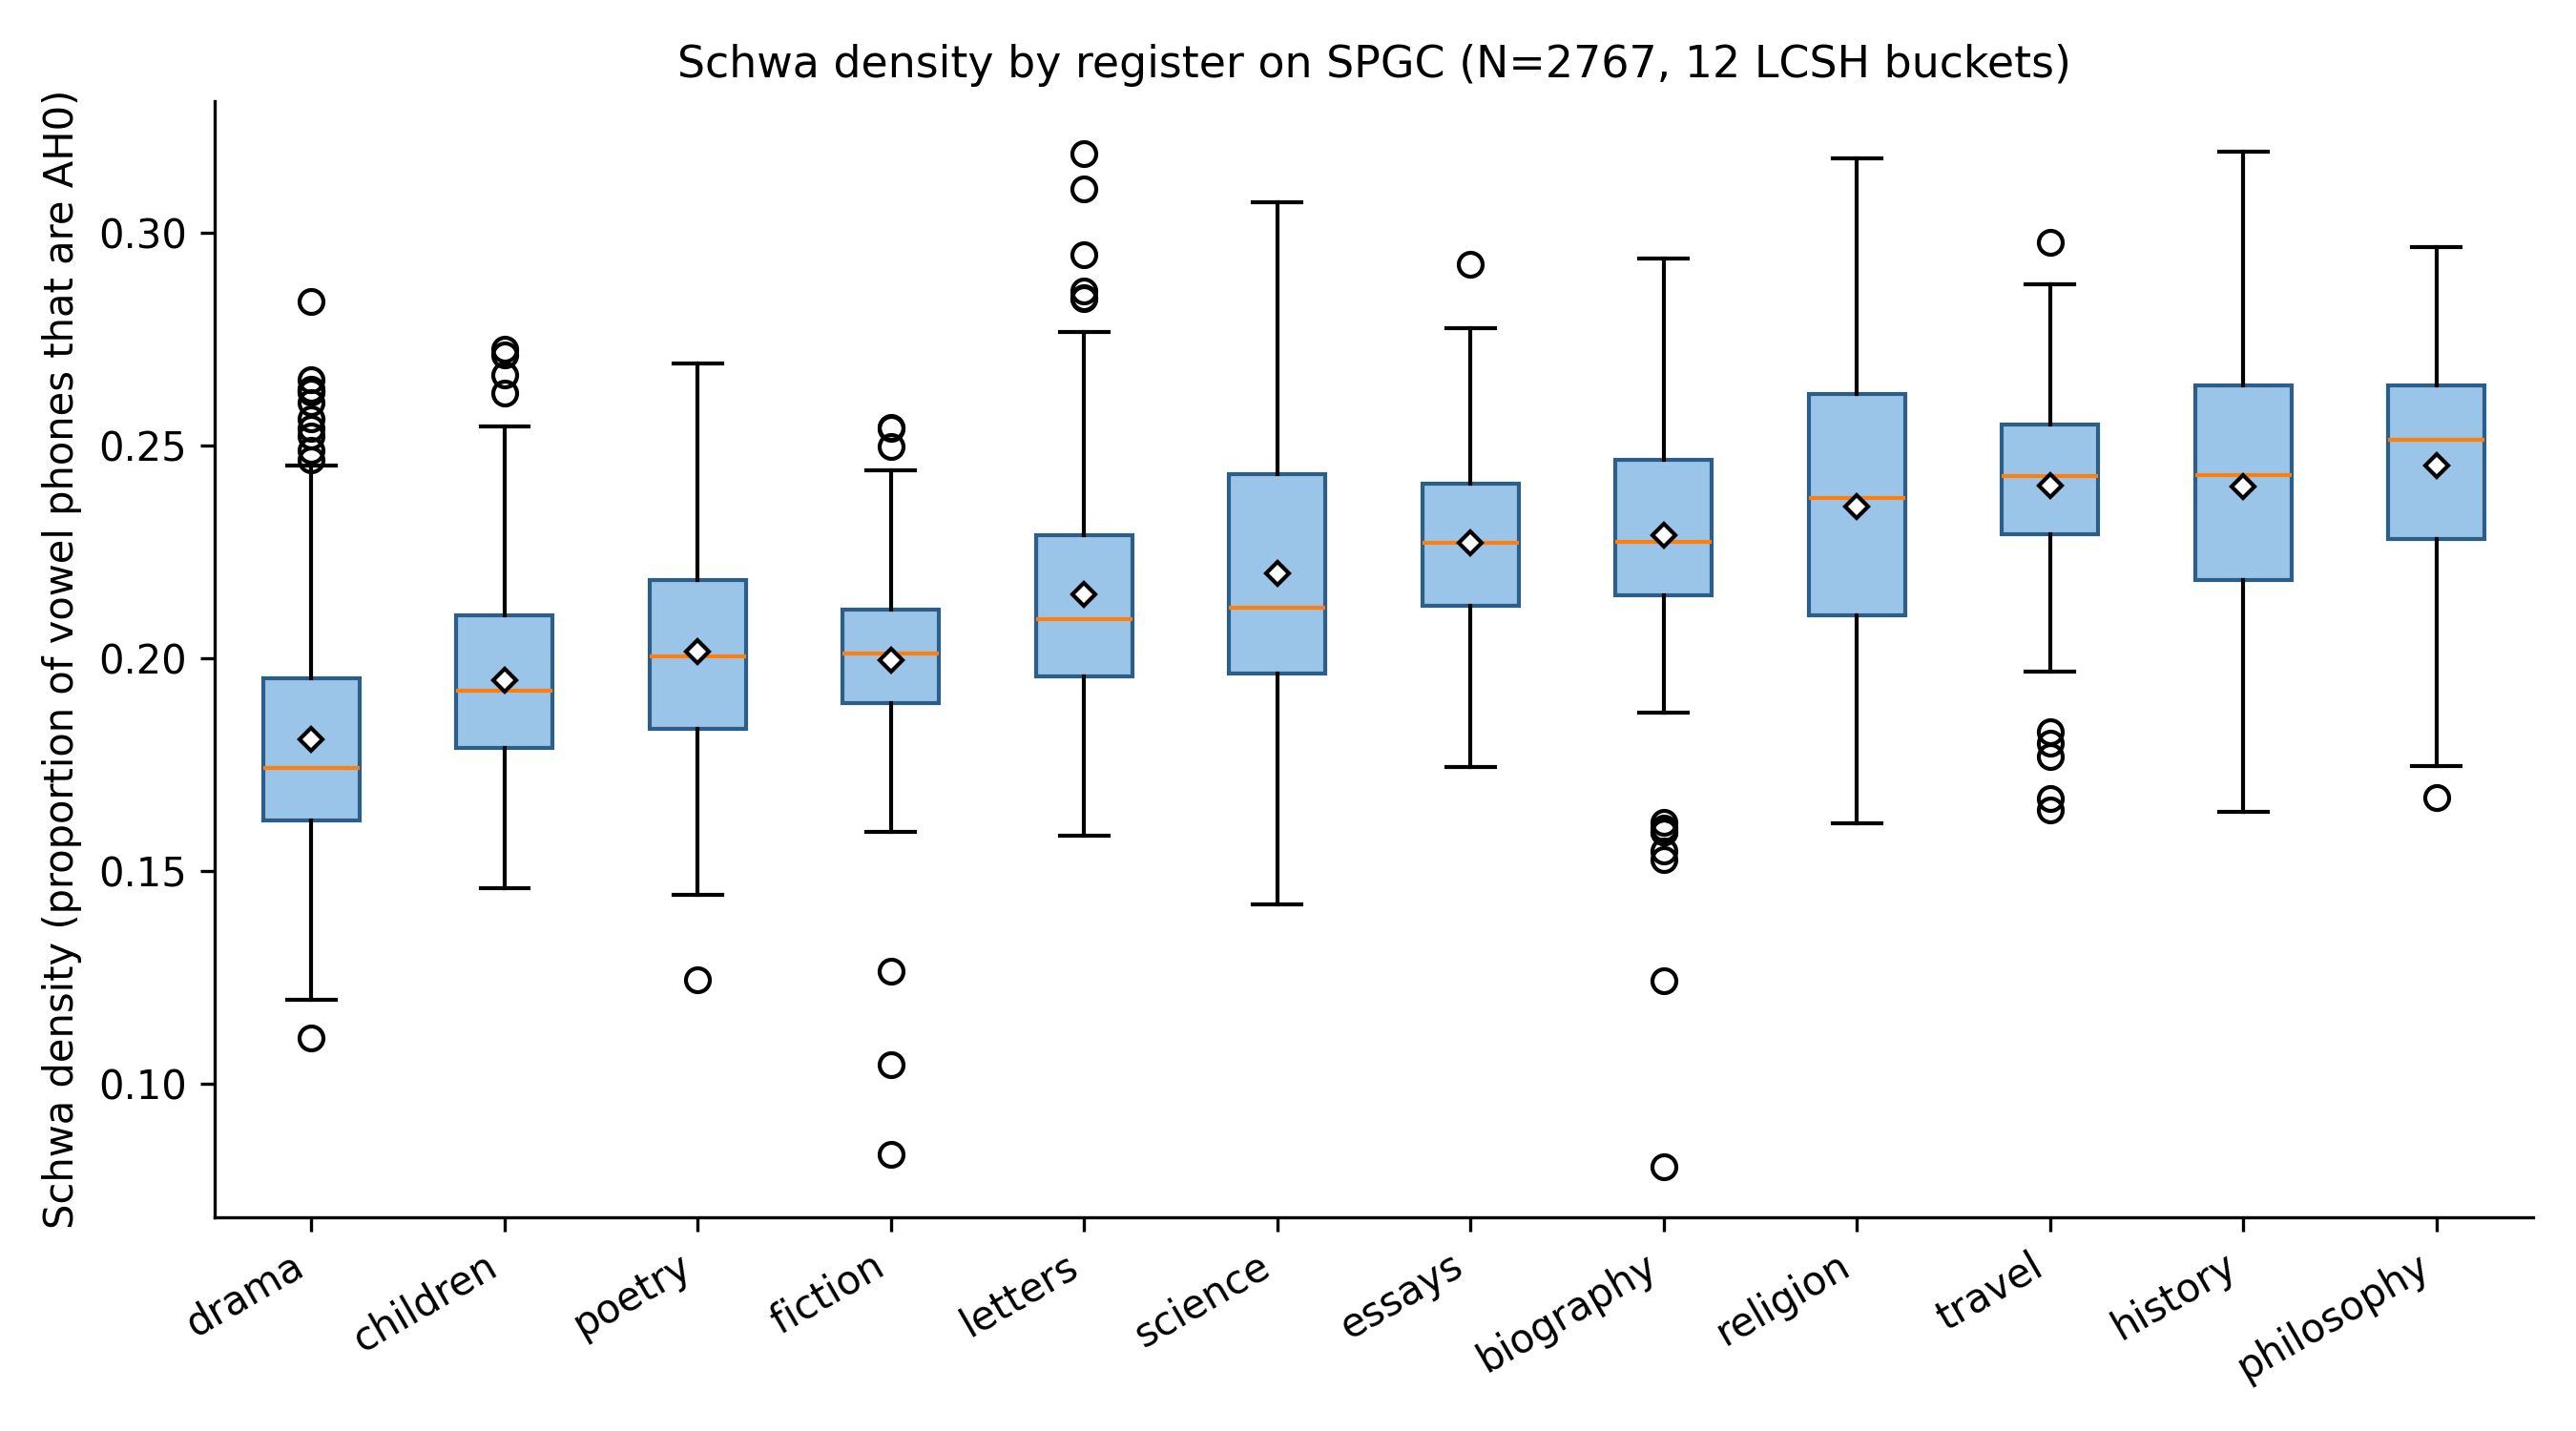 Schwa density by register on SPGC (N=2767, 12 LCSH buckets)
Schwa density (proportion of vowel phones that are AH0)
0.30
0.25
0.20
0.15
0.10
drama
children
poetry
fiction
letters
science
essays
biography
religion
travel
history
philosophy